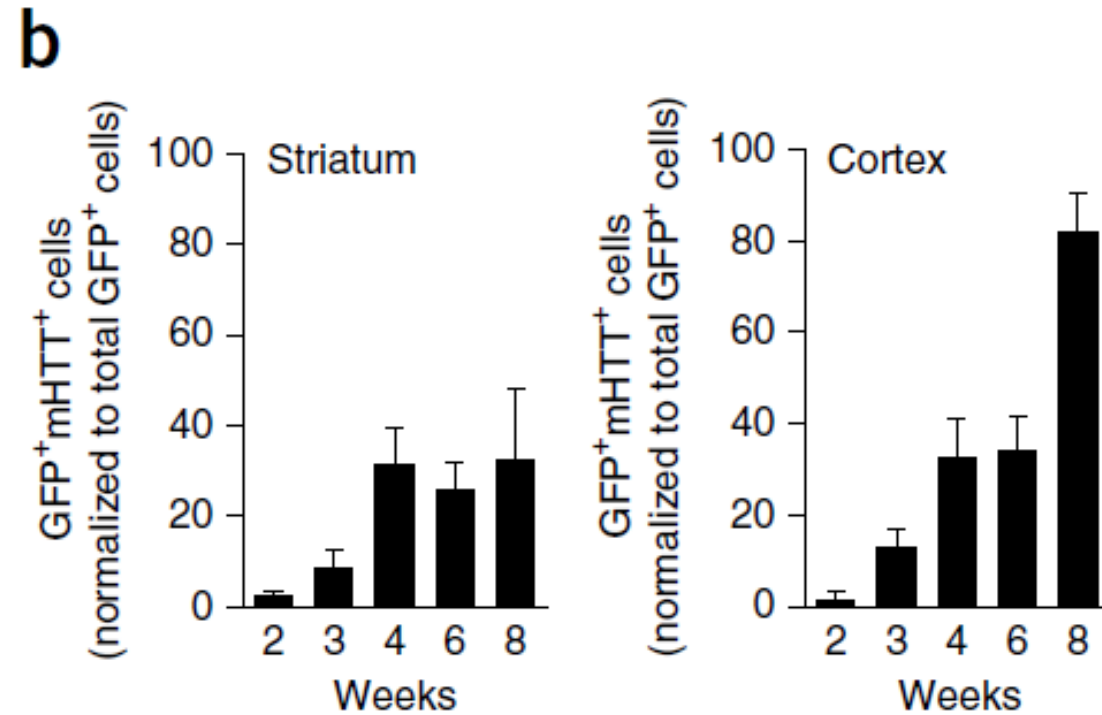 b
GFP⁺mHTT⁺ cells
(normalized to total GFP⁺ cells)
100
80
60
40
20
0
Striatum
2 3 4 6 8
Weeks
GFP⁺mHTT⁺ cells
(normalized to total GFP⁺ cells)
100
80
60
40
20
0
Cortex
2 3 4 6 8
Weeks